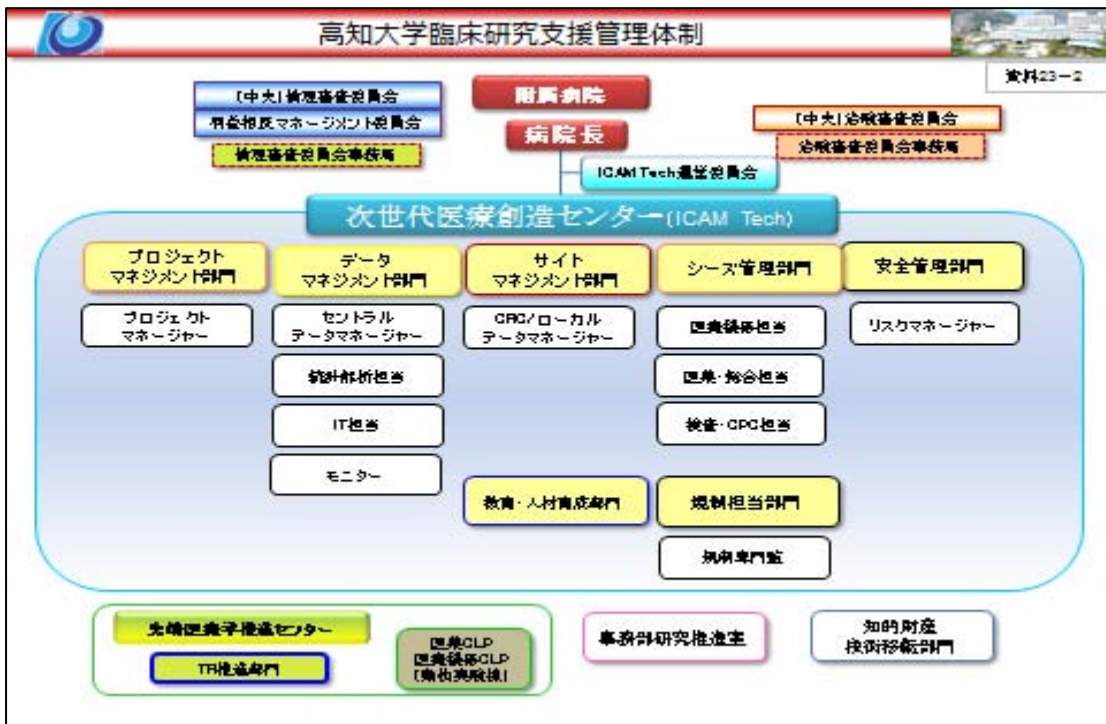 高知大学臨床研究支援管理体制
資料23-2
(中央)倫理審査委員会
利益相反マネージメント委員会
倫理審査委員会事務局
附属病院
病院長
(中央)治験審査委員会
治験審査委員会事務局
ICAM Tech運営委員会
次世代医療創造センター(ICAM Tech)
プロジェクト
マネジメント部門
データ
マネジメント部門
サイト
マネジメント部門
シーズ管理部門
安全管理部門
プロジェクト
マネージャー
セントラル
データマネージャー
CRC/ローカル
データマネージャー
医療機器担当
リスクマネージャー
統計解析担当
医薬・総合担当
IT担当
検査・CPC担当
モニター
教育・人材育成部門
規制担当部門
規制専門監
先端医療学推進センター
TR推進部門
医薬CLP
医療機器CLP
(動物実験棟)
事務部研究推進室
知的財産
技術移転部門